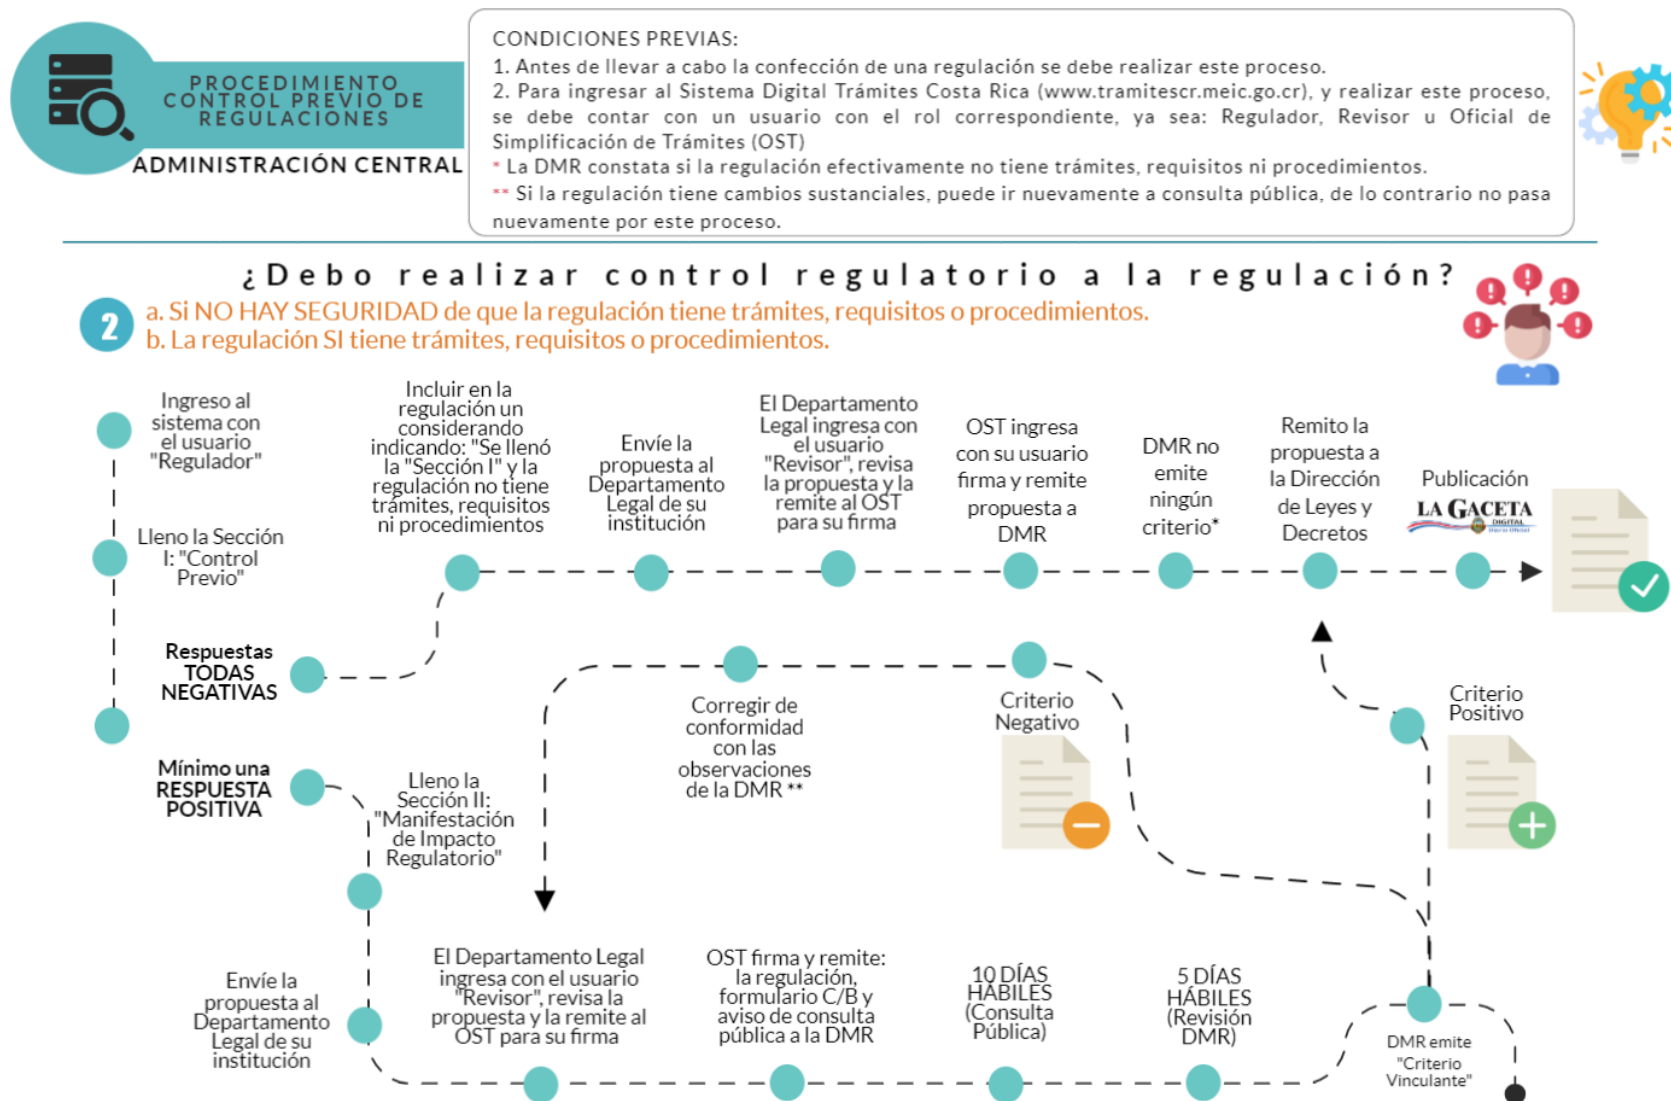 PROCEDIMIENTO
CONTROL PREVIO DE
REGULACIONES
ADMINISTRACIÓN CENTRAL
CONDICIONES PREVIAS:
1. Antes de llevar a cabo la confección de una regulación se debe realizar este proceso.
2. Para ingresar al Sistema Digital Trámites Costa Rica (www.tramitescr.meic.go.cr), y realizar este proceso,
se debe contar con un usuario con el rol correspondiente, ya sea: Regulador, Revisor u Oficial de
Simplificación de Trámites (OST)
* La DMR constata si la regulación efectivamente no tiene trámites, requisitos ni procedimientos.
** Si la regulación tiene cambios sustanciales, puede ir nuevamente a consulta pública, de lo contrario no pasa
nuevamente por este proceso.
¿Debo realizar control regulatorio a la regulación?
2
a. Si NO HAY SEGURIDAD de que la regulación tiene trámites, requisitos o procedimientos.
b. La regulación SI tiene trámites, requisitos o procedimientos.
Ingreso al
sistema con
el usuario
"Regulador"
Lleno la Sección
I: "Control
Previo"
Respuestas
TODAS
NEGATIVAS
Mínimo una
RESPUESTA
POSITIVA
Incluir en la
regulación un
considerando
indicando: "Se llenó
la "Sección I" y la
regulación no tiene
trámites, requisitos
ni procedimientos
Envíe la
propuesta al
Departamento
Legal de su
institución
El Departamento
Legal ingresa con
el usuario
"Revisor", revisa
la propuesta y la
remite al OST
para su firma
OST ingresa
con su usuario
firma y remite
propuesta a
DMR
DMR no
emite
ningún
criterio*
Remito la
propuesta a
la Dirección
de Leyes y
Decretos
Publicación
LA GACETA
DIGITAL
Diario Oficial
Corregir de
conformidad
con las
observaciones
de la DMR **
Criterio
Negativo
Criterio
Positivo
Lleno la
Sección II:
"Manifestación
de Impacto
Regulatorio"
Envíe la
propuesta al
Departamento
Legal de su
institución
El Departamento Legal
ingresa con el usuario
"Revisor", revisa la
propuesta y la remite al
OST para su firma
OST firma y remite:
la regulación,
formulario C/B y
aviso de consulta
pública a la DMR
10 DÍAS
HÁBILES
(Consulta
Pública)
5 DÍAS
HÁBILES
(Revisión
DMR)
DMR emite
"Criterio
Vinculante"